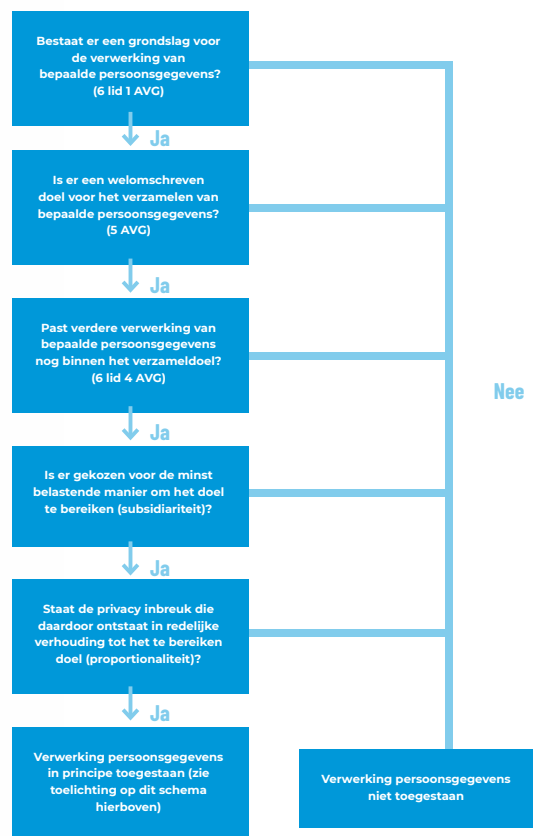 Bestaat er een grondslag voor
de verwerking van
bepaalde persoonsgegevens?
(6 lid 1 AVG)
Ja
Is er een welomschreven
doel voor het verzamelen van
bepaalde persoonsgegevens?
(5 AVG)
Ja
Past verdere verwerking van
bepaalde persoonsgegevens
nog binnen het verzameldoel?
(6 lid 4 AVG)
Nee
Ja
Is er gekozen voor de minst
belastende manier om het doel
te bereiken (subsidiariteit)?
Ja
Staat de privacy inbreuk die
daardoor ontstaat in redelijke
verhouding tot het te bereiken
doel (proportionaliteit)?
Ja
Verwerking persoonsgegevens
in principe toegestaan (zie
toelichting op dit schema
hierboven)
Verwerking persoonsgegevens
niet toegestaan